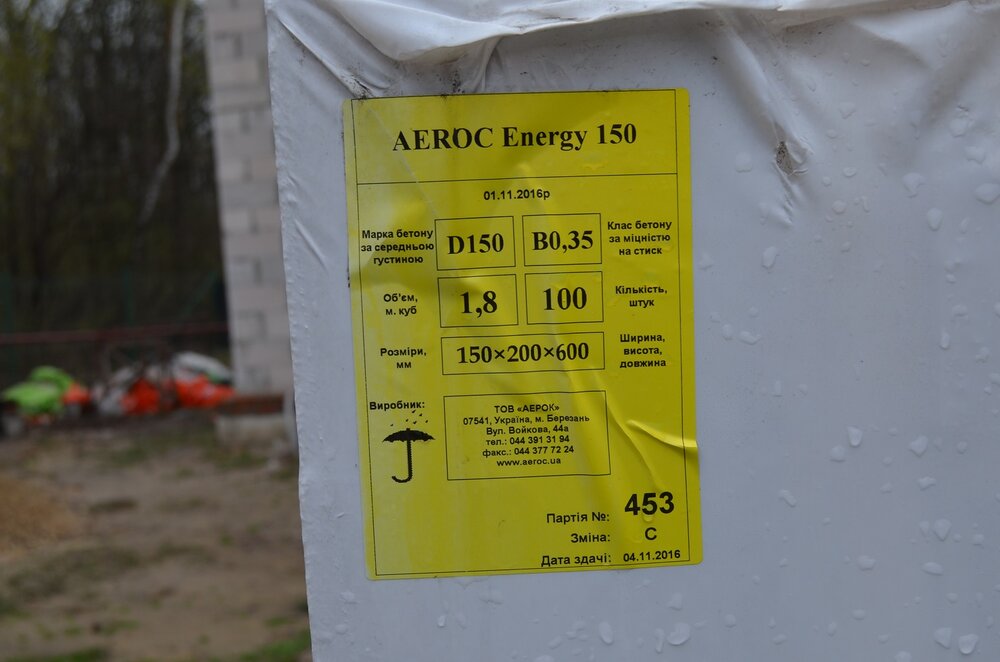 AEROC Energy 150
01.11.2016р
Марка бетону
за середньою
густиною
D150
B0,35
Клас бетону
за міцністю
на стиск
Об'єм,
м. куб
1,8
100
Кількість,
штук
Розміри,
мм
150×200×600
Ширина,
висота,
довжина
Виробник:
ТОВ «АЕРОК»
07541, Україна, м. Березань
Вул. Войкова, 44а
тел.: 044 391 31 94
факс.: 044 377 72 24
www.aeroc.ua
Партія №: 453
Зміна: С
Дата здачі: 04.11.2016